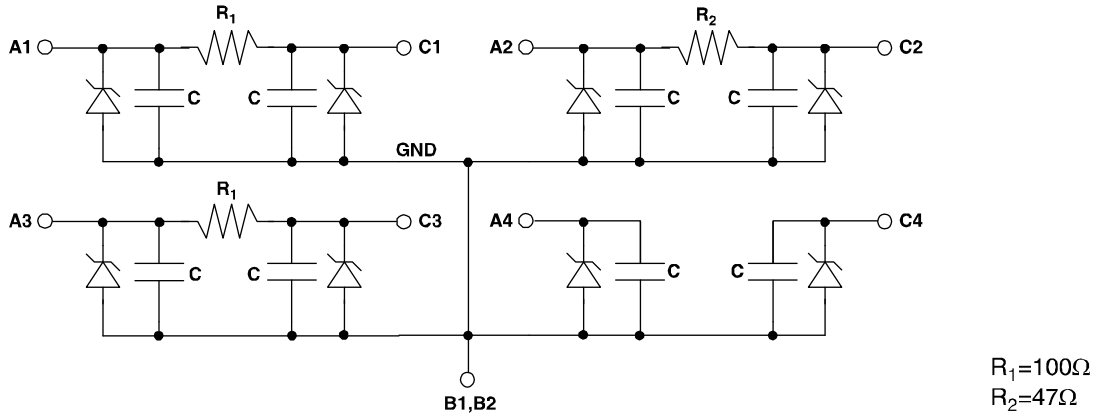 A1 R1 C1 A2 R2 C2
C C C C
GND
A3 R1 C3 A4 C4
C C C C
B1,B2
R1=100Ω
R2=47Ω